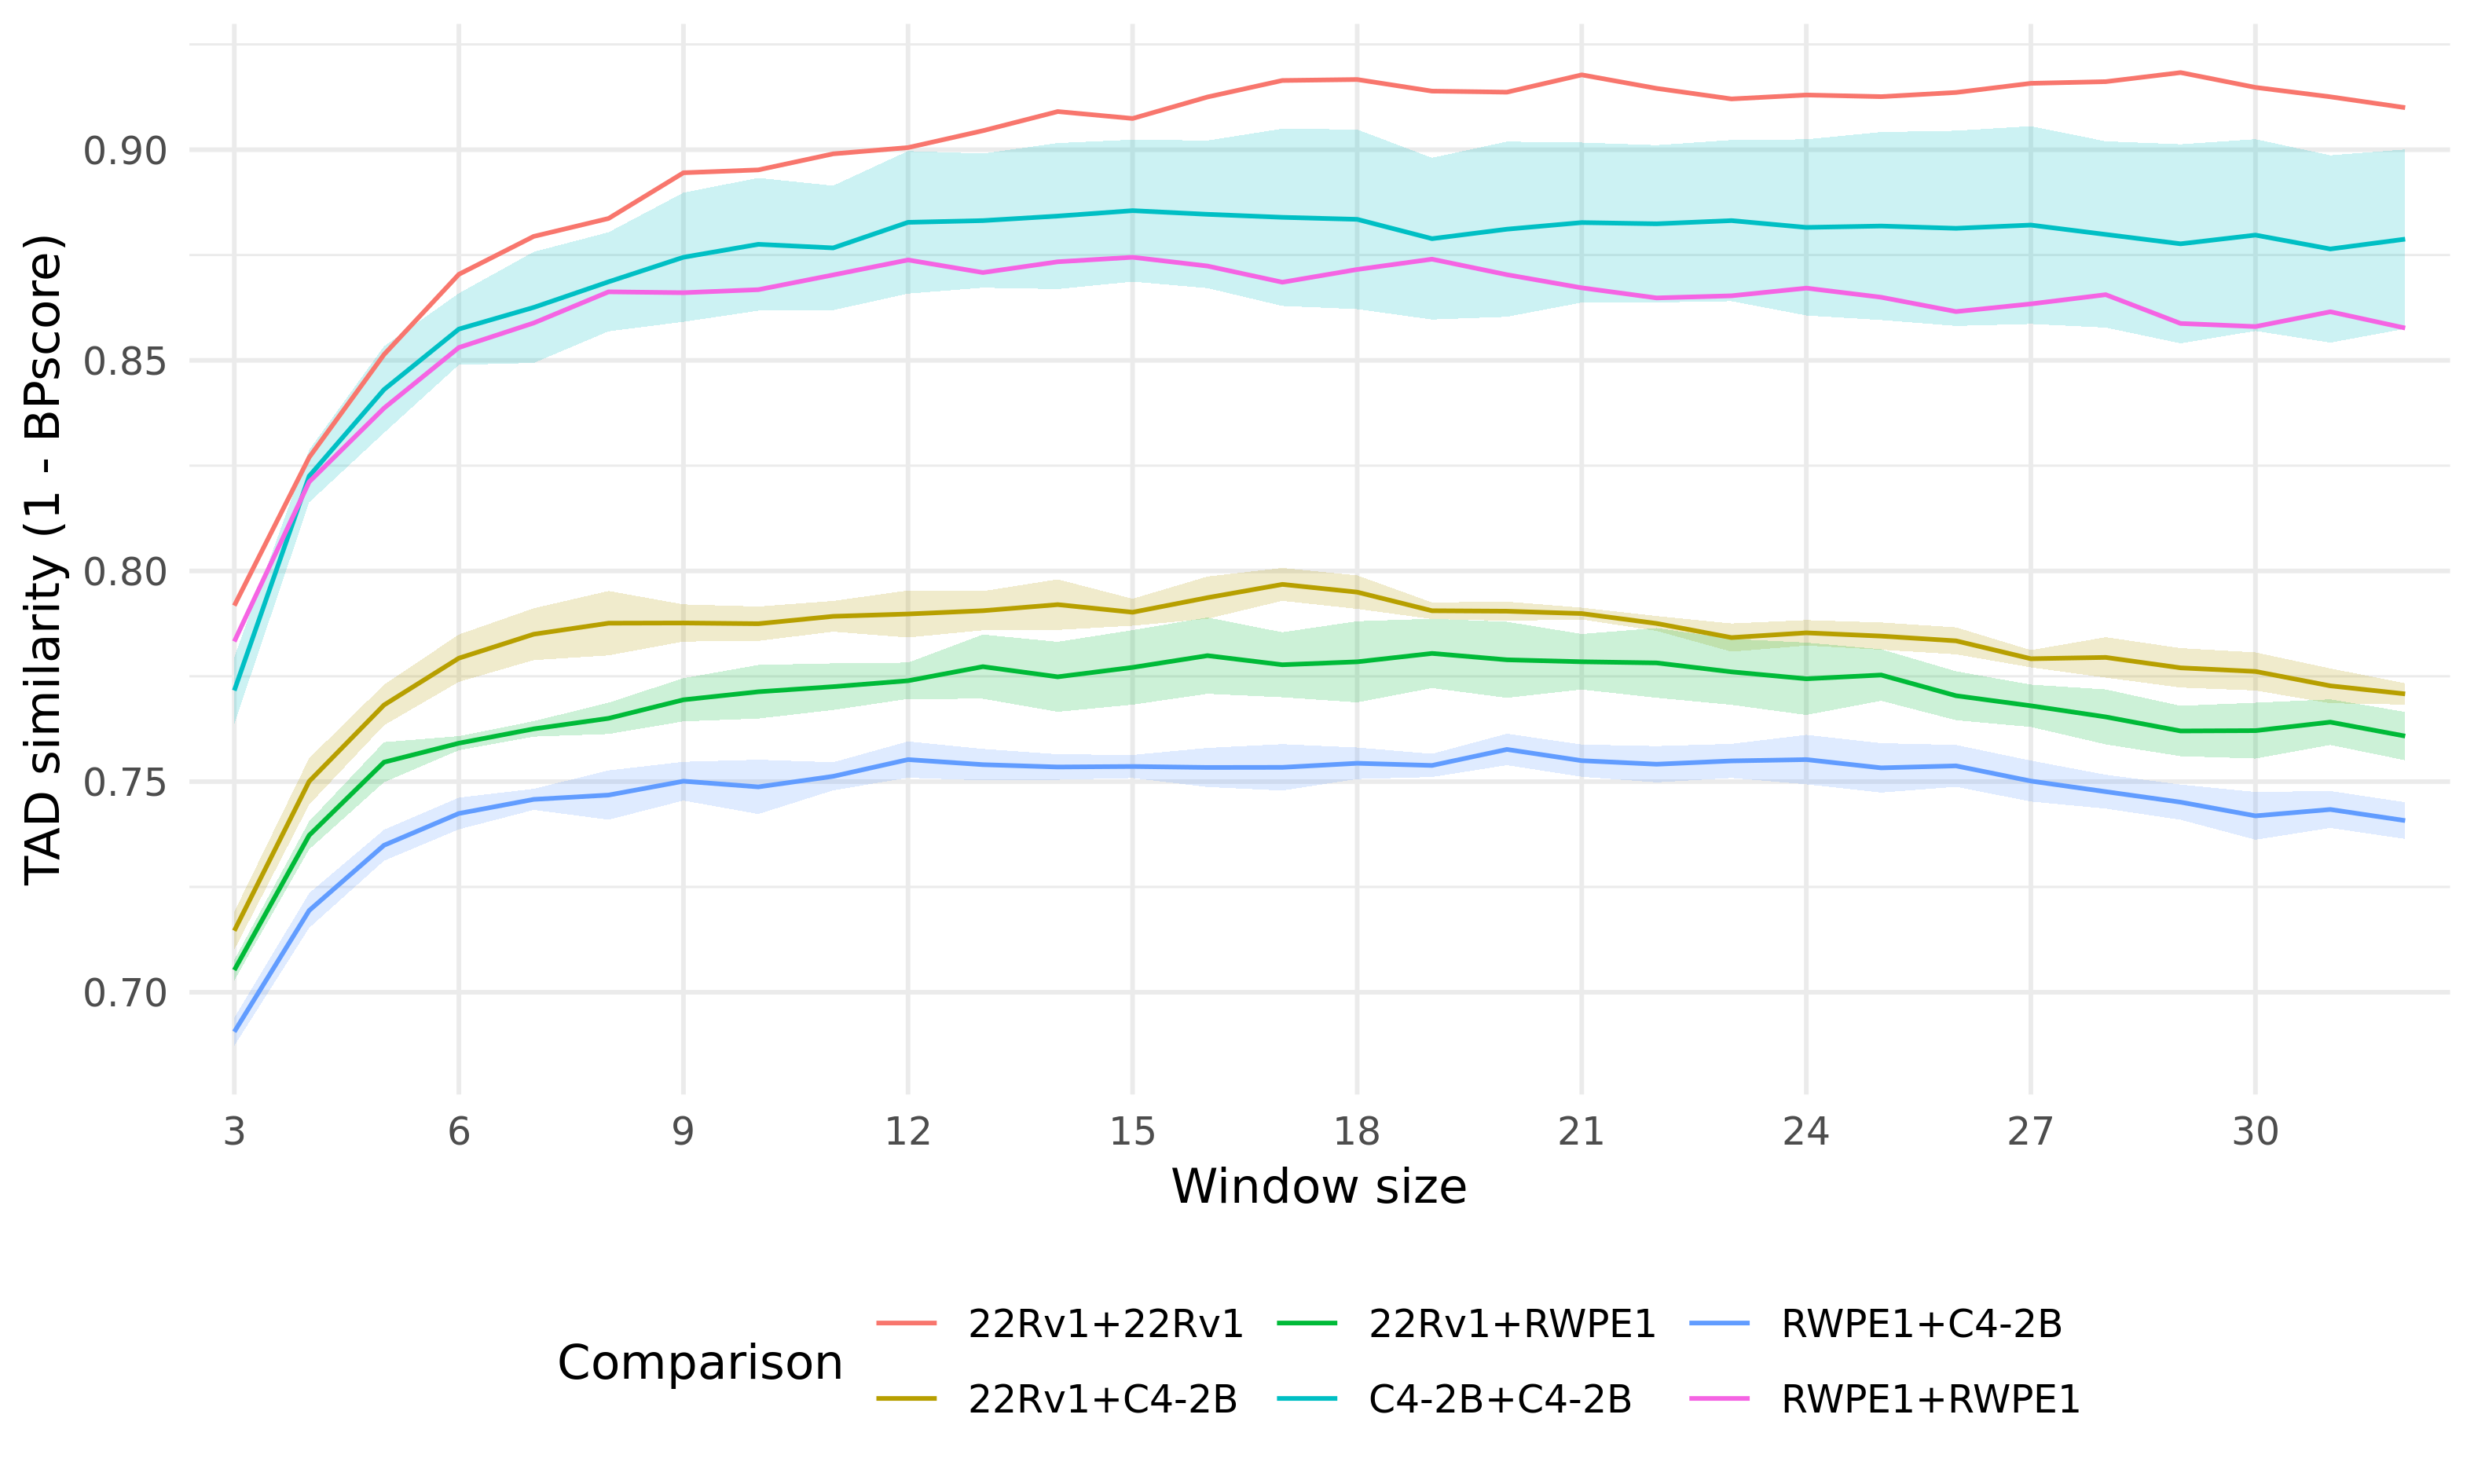 TAD similarity (1 - BPscore)
0.90
0.85
0.80
0.75
0.70
3 6 9 12 15 18 21 24 27 30
Window size
Comparison
22Rv1+22Rv1 22Rv1+RWPE1 RWPE1+C4-2B
22Rv1+C4-2B C4-2B+C4-2B RWPE1+RWPE1